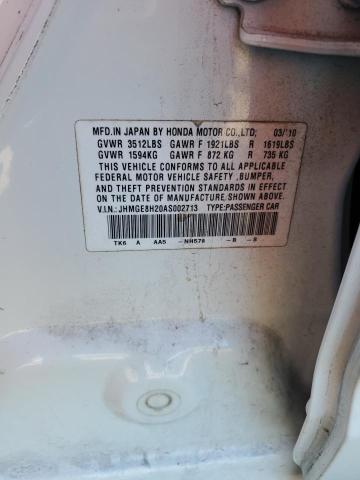 MFD.IN JAPAN BY HONDA MOTOR CO.,LTD. 03/10
GVWR 3512LBS GAWR F 1921LBS R 1619LBS
GVWR 1594KG GAWR F 872 KG R 735 KG
THIS VEHICLE CONFORMS TO ALL APPLICABLE
FEDERAL MOTOR VEHICLE SAFETY ,BUMPER,
AND THEFT PREVENTION STANDARDS IN EFFECT
ON THE DATE OF MANUFACTURE SHOWN ABOVE.
V.I.N.: JHMGE8H20AS002713 TYPE:PASSENGER CAR
TK6 A AA5 -NH578 -B -S